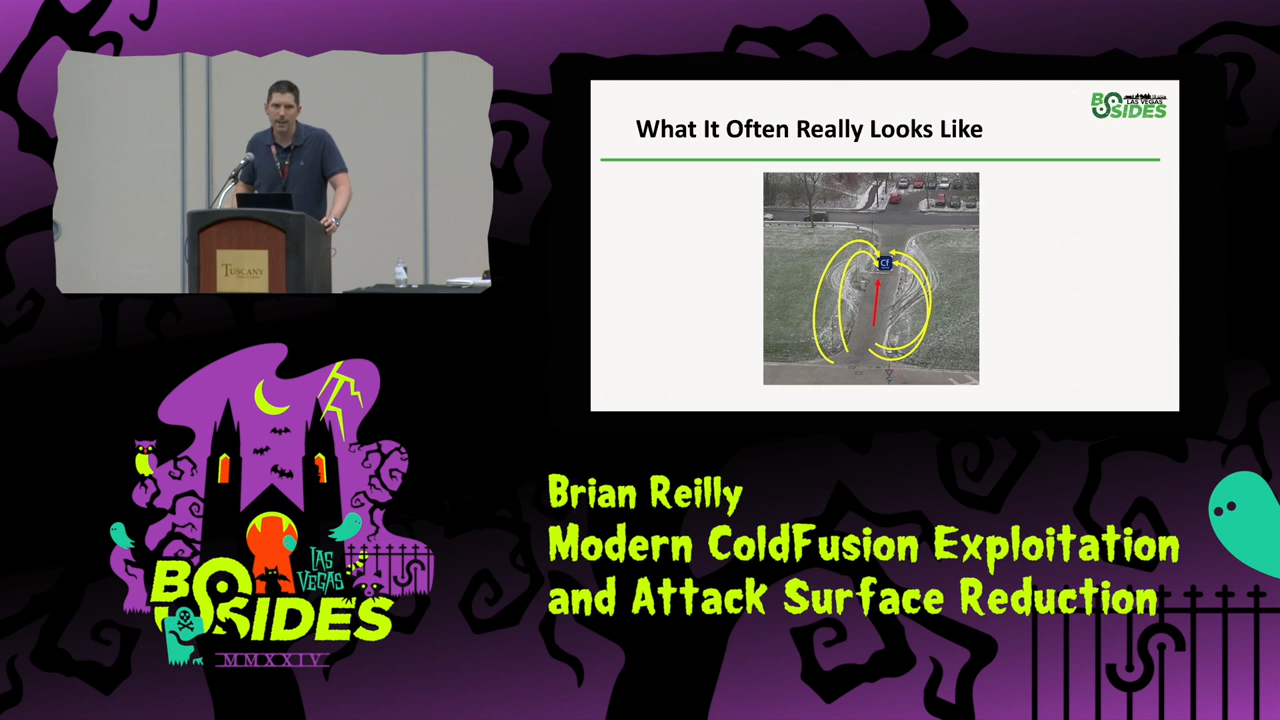 BSIDES
LAS VEGAS
What It Often Really Looks Like
Cf
TUSCANY
Brian Reilly
Modern ColdFusion Exploitation
and Attack Surface Reduction
LAS
VEGAS
BSIDES
MMXXIV